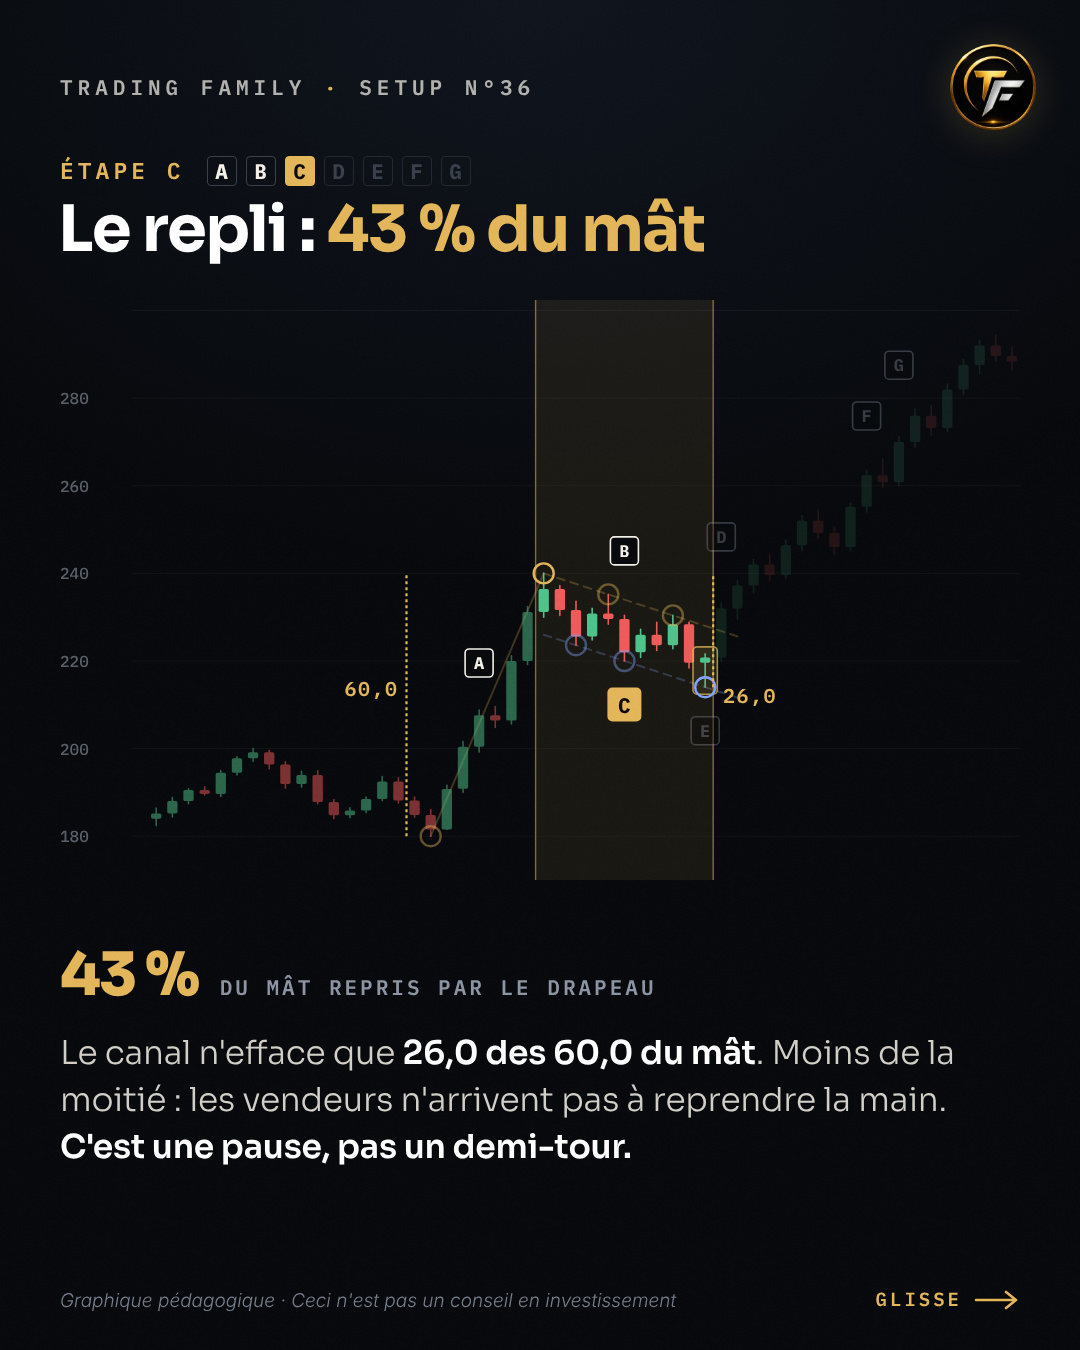 TRADING FAMILY · SETUP N°36
TF
ÉTAPE C A B C D E F G
Le repli : 43 % du mât
280
260
240
220
200
180
G
F
D
B
A
60,0
C
26,0
E
43 % DU MÂT REPRIS PAR LE DRAPEAU
Le canal n'efface que 26,0 des 60,0 du mât. Moins de la
moitié : les vendeurs n'arrivent pas à reprendre la main.
C'est une pause, pas un demi-tour.
Graphique pédagogique · Ceci n'est pas un conseil en investissement
GLISSE →